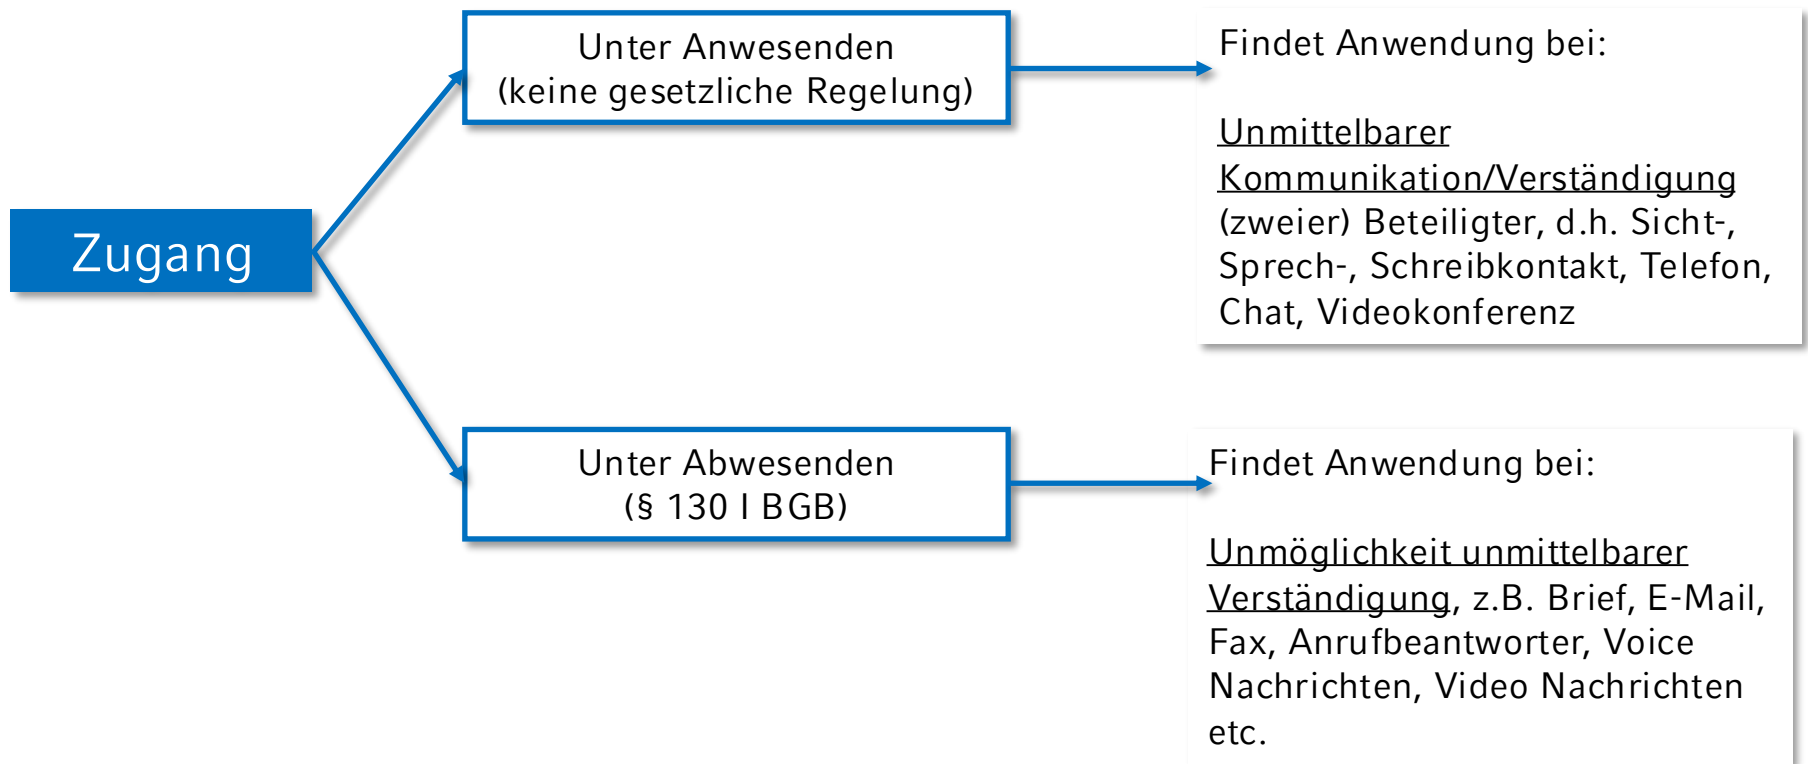 Zugang
Unter Anwesenden
(keine gesetzliche Regelung)
Findet Anwendung bei:
Unmittelbarer
Kommunikation/Verständigung
(zweier) Beteiligter, d.h. Sicht-,
Sprech-, Schreibkontakt, Telefon,
Chat, Videokonferenz
Unter Abwesenden
(§ 130 I BGB)
Findet Anwendung bei:
Unmöglichkeit unmittelbarer
Verständigung, z.B. Brief, E-Mail,
Fax, Anrufbeantworter, Voice
Nachrichten, Video Nachrichten
etc.